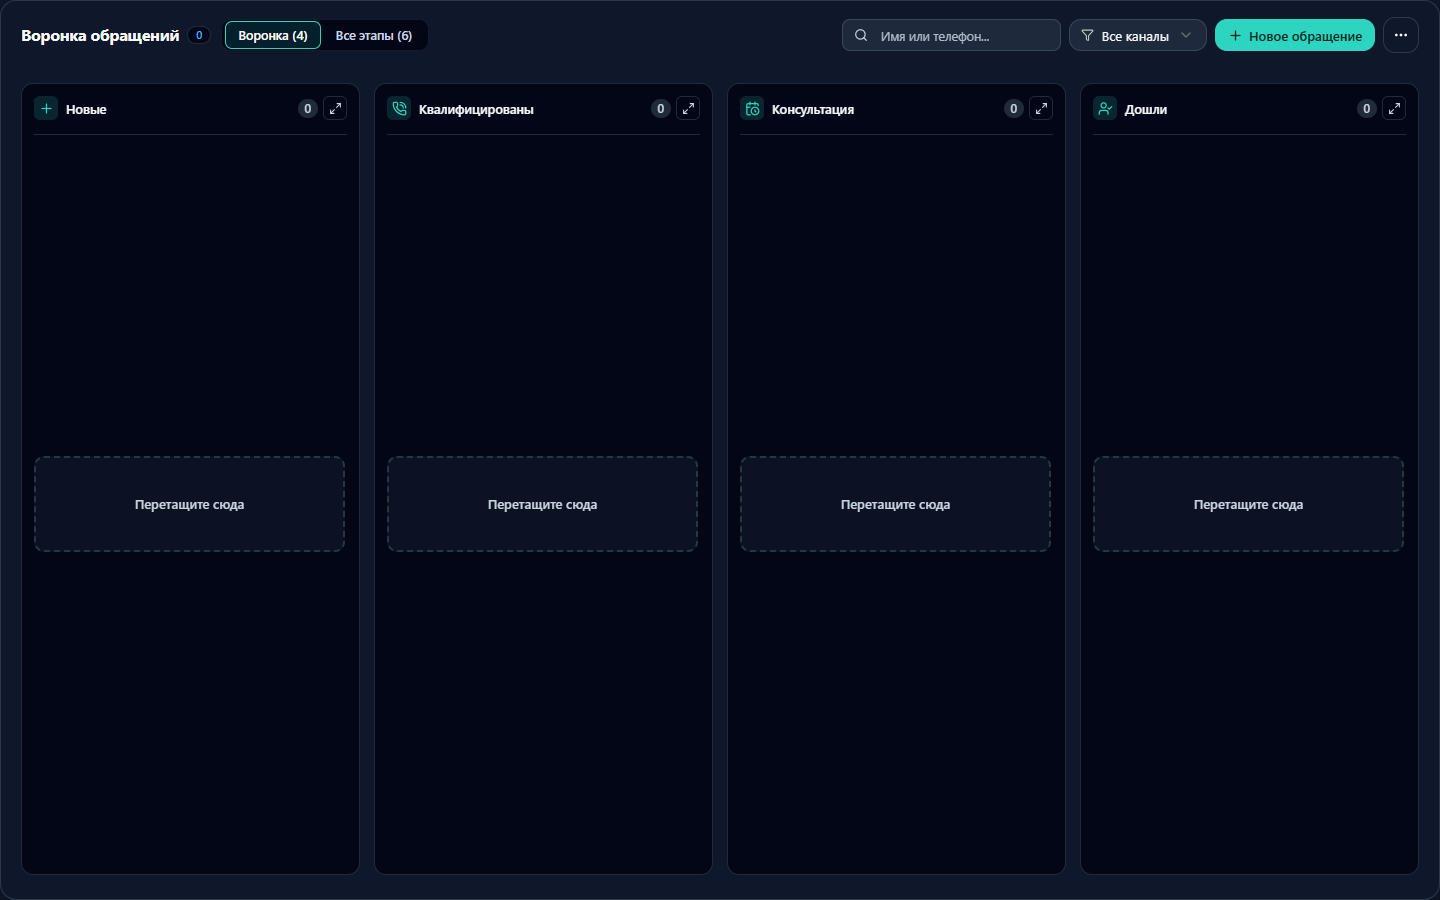 Воронка обращений 0 Воронка (4) Все этапы (6) Имя или телефон... Все каналы Новое обращение
Новые 0 Квалифицированы 0 Консультация 0 Дошли 0
Перетащите сюда Перетащите сюда Перетащите сюда Перетащите сюда